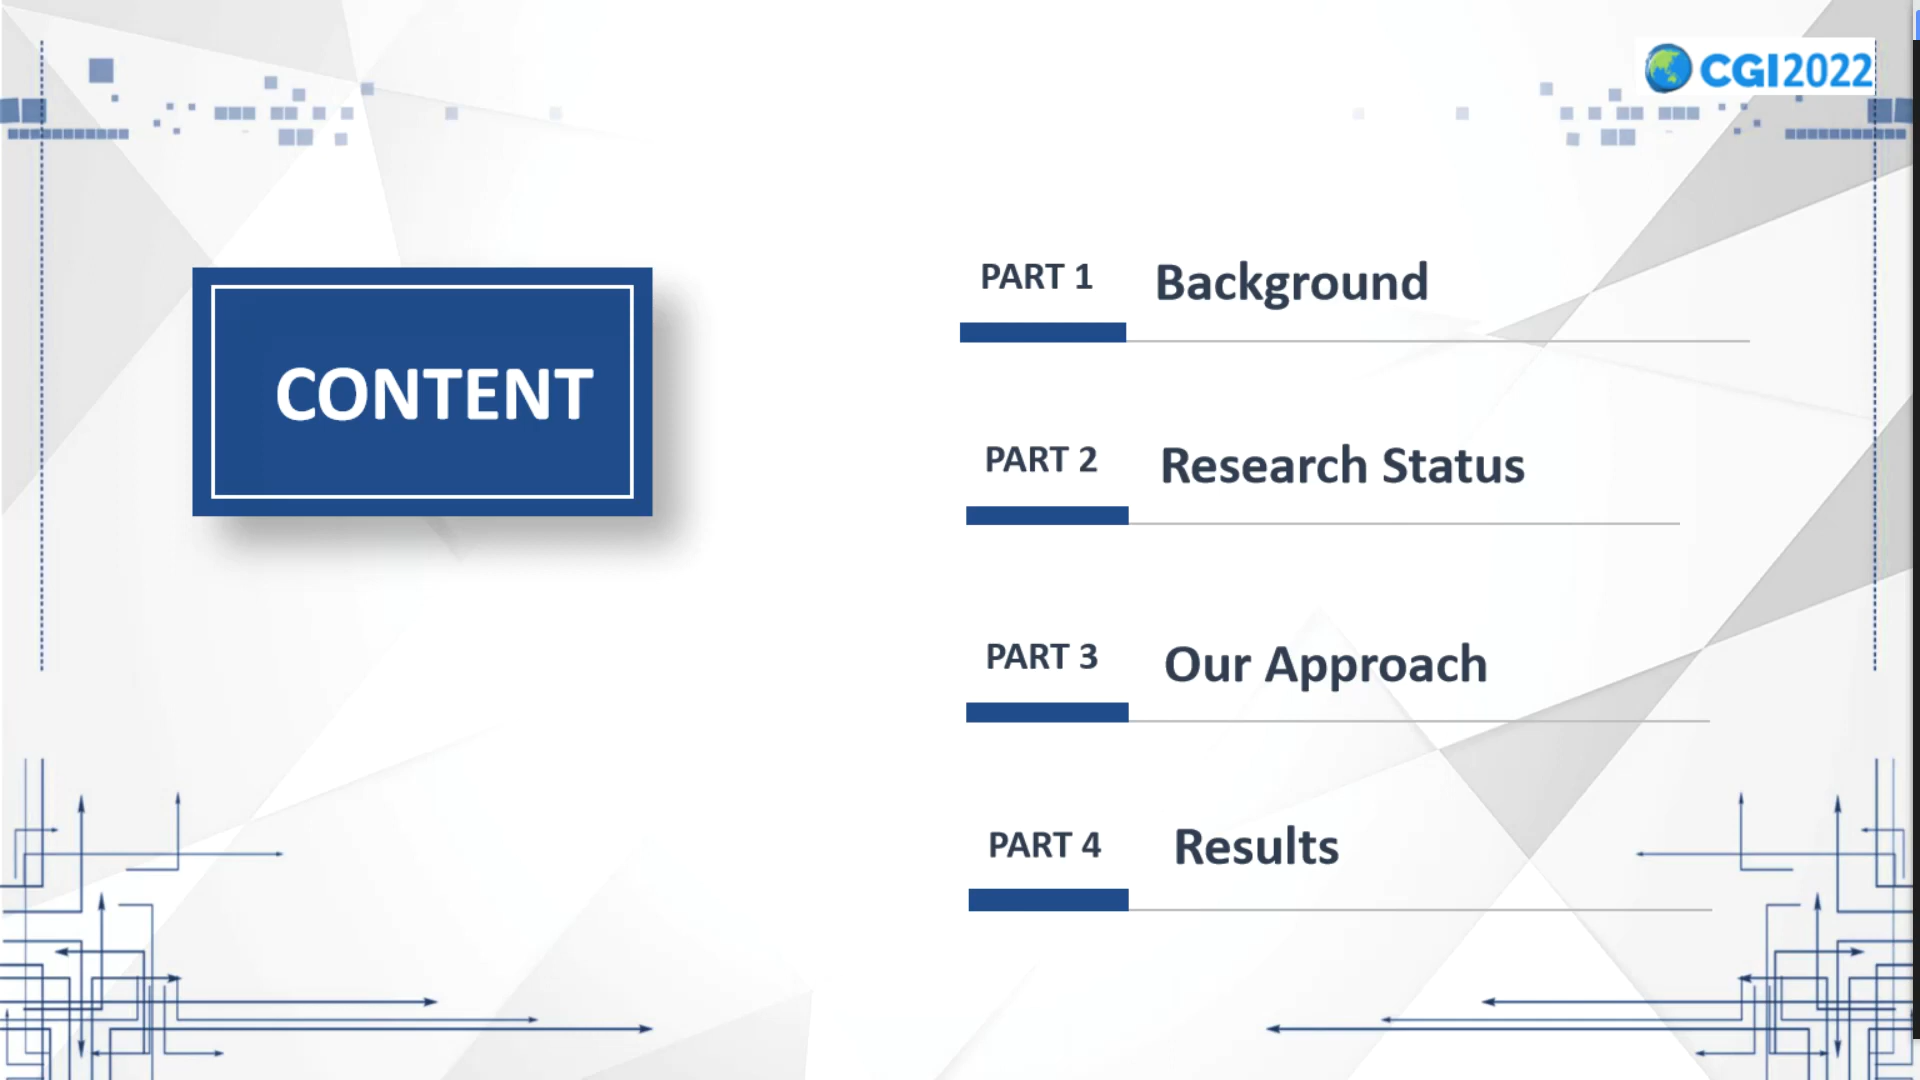 CGI2022
CONTENT
PART 1 Background
PART 2 Research Status
PART 3 Our Approach
PART 4 Results